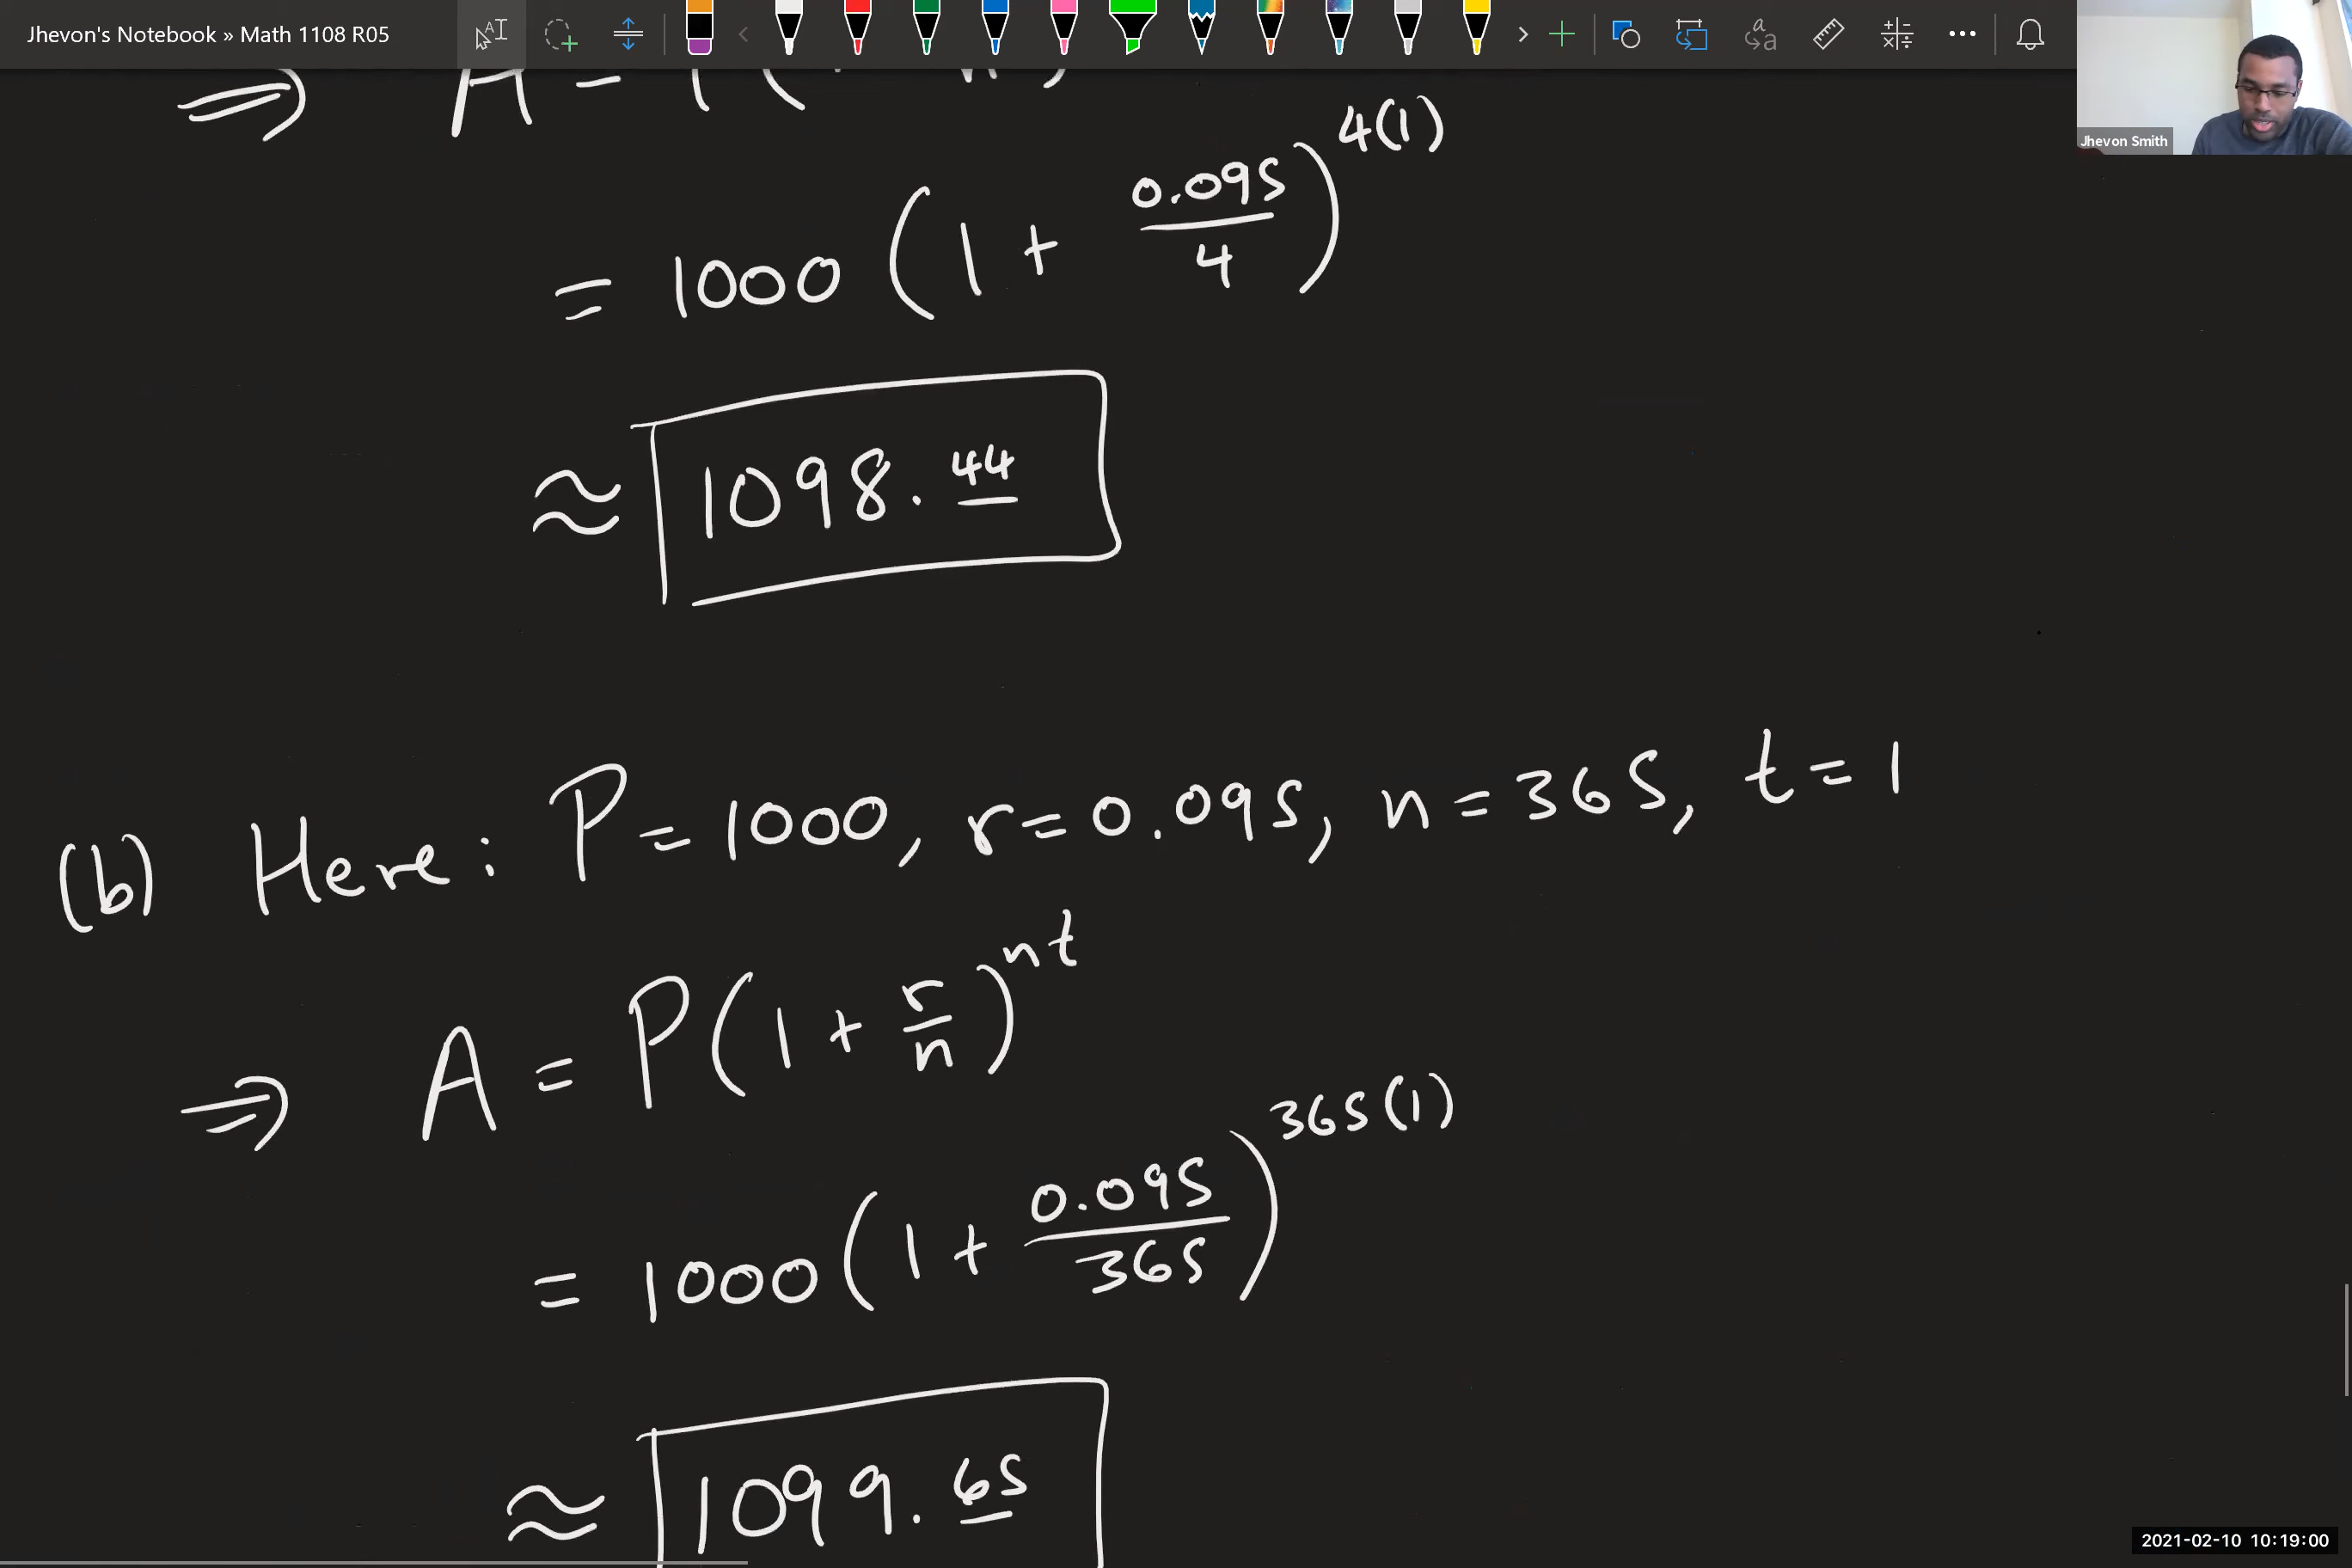 Jhevon's Notebook » Math 1108 R05
Jhevon Smith
= 1000 (1 + 0.095/4)^4(1)
≈ 1098.44
(b) Here: P = 1000, r = 0.095, n = 365, t = 1
⇒ A = P(1 + r/n)^nt
= 1000 (1 + 0.095/365)^365(1)
≈ 1099.65
2021-02-10 10:19:00